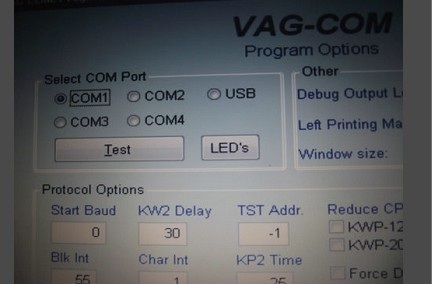 VAG-COM
Program Options
Select COM Port
COM1 COM2 USB
COM3 COM4
Test LED's
Other
Debug Output
Left Printing
Window size:
Protocol Options
Start Baud KW2 Delay TST Addr.
0 30 -1
Blk Int Char Int KP2 Time
55 1 25
Reduce
KWP-12
KWP-20
Force